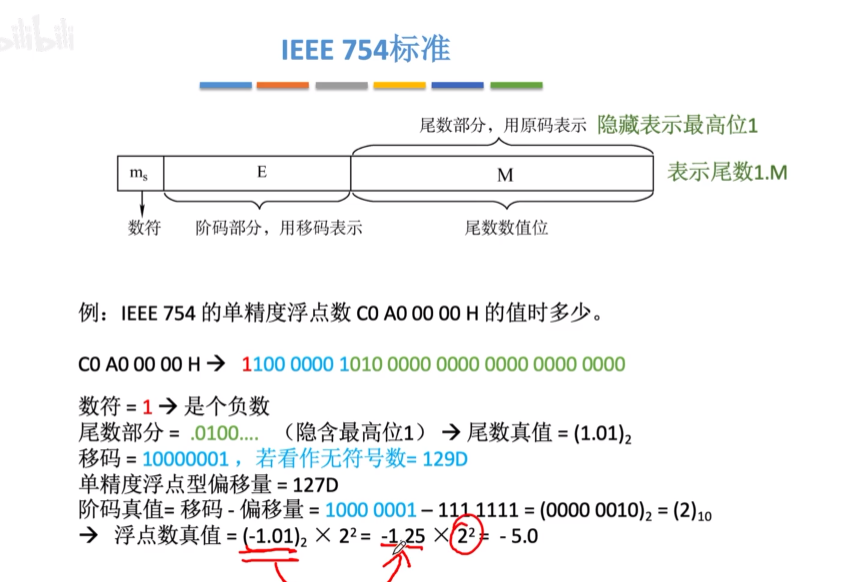 bilibili
IEEE 754标准
尾数部分，用原码表示 隐藏表示最高位1
mₛ E M 表示尾数1.M
数符 阶码部分，用移码表示 尾数数值位
例：IEEE 754 的单精度浮点数 C0 A0 00 00 H 的值时多少。
C0 A0 00 00 H → 1100 0000 1010 0000 0000 0000 0000 0000
数符 = 1 → 是个负数
尾数部分 = .0100.... （隐含最高位1） → 尾数真值 = (1.01)₂
移码 = 10000001 ，若看作无符号数= 129D
单精度浮点型偏移量 = 127D
阶码真值= 移码 - 偏移量 = 1000 0001 – 111 1111 = (0000 0010)₂ = (2)₁₀
→ 浮点数真值 = (-1.01)₂ × 2² = -1.25 × 2² = - 5.0